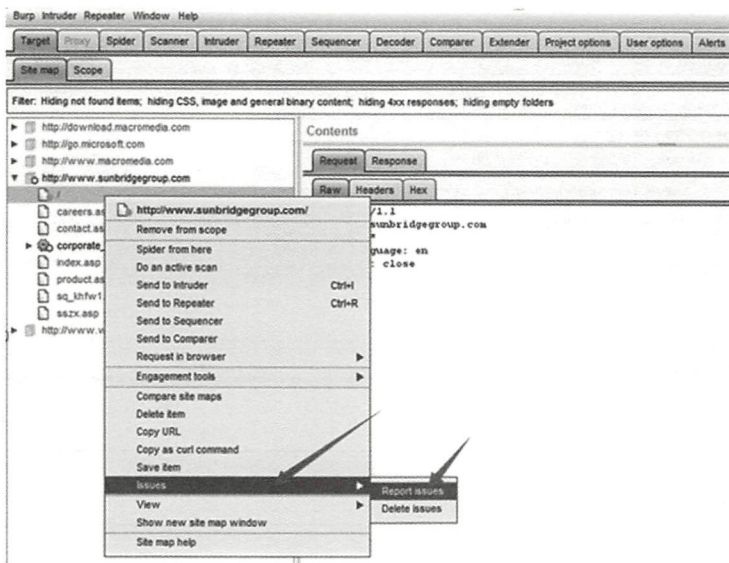 Burp Intruder Repeater Window Help
Target Proxy Spider Scanner Intruder Repeater Sequencer Decoder Comparer Extender Project options User options Alerts
Site map Scope
Filter: Hiding not found items; hiding CSS, image and general binary content; hiding 4xx responses; hiding empty folders
http://download.macromedia.com
http://go.microsoft.com
http://www.macromedia.com
http://www.sunbridgegroup.com
/
careers.as
contact.as
corporate_
index.asp
product.as
sq_khfw1.
sszx.asp
http://www.w
Contents
Request Response
Raw Headers Hex
/1.1
sunbridgegroup.com
*
guage: en
: close
http://www.sunbridgegroup.com/
Remove from scope
Spider from here
Do an active scan
Send to Intruder Ctrl+I
Send to Repeater Ctrl+R
Send to Sequencer
Send to Comparer
Request in browser
Engagement tools
Compare site maps
Delete item
Copy URL
Copy as curl command
Save item
Issues
View
Show new site map window
Site map help
Report issues
Delete issues